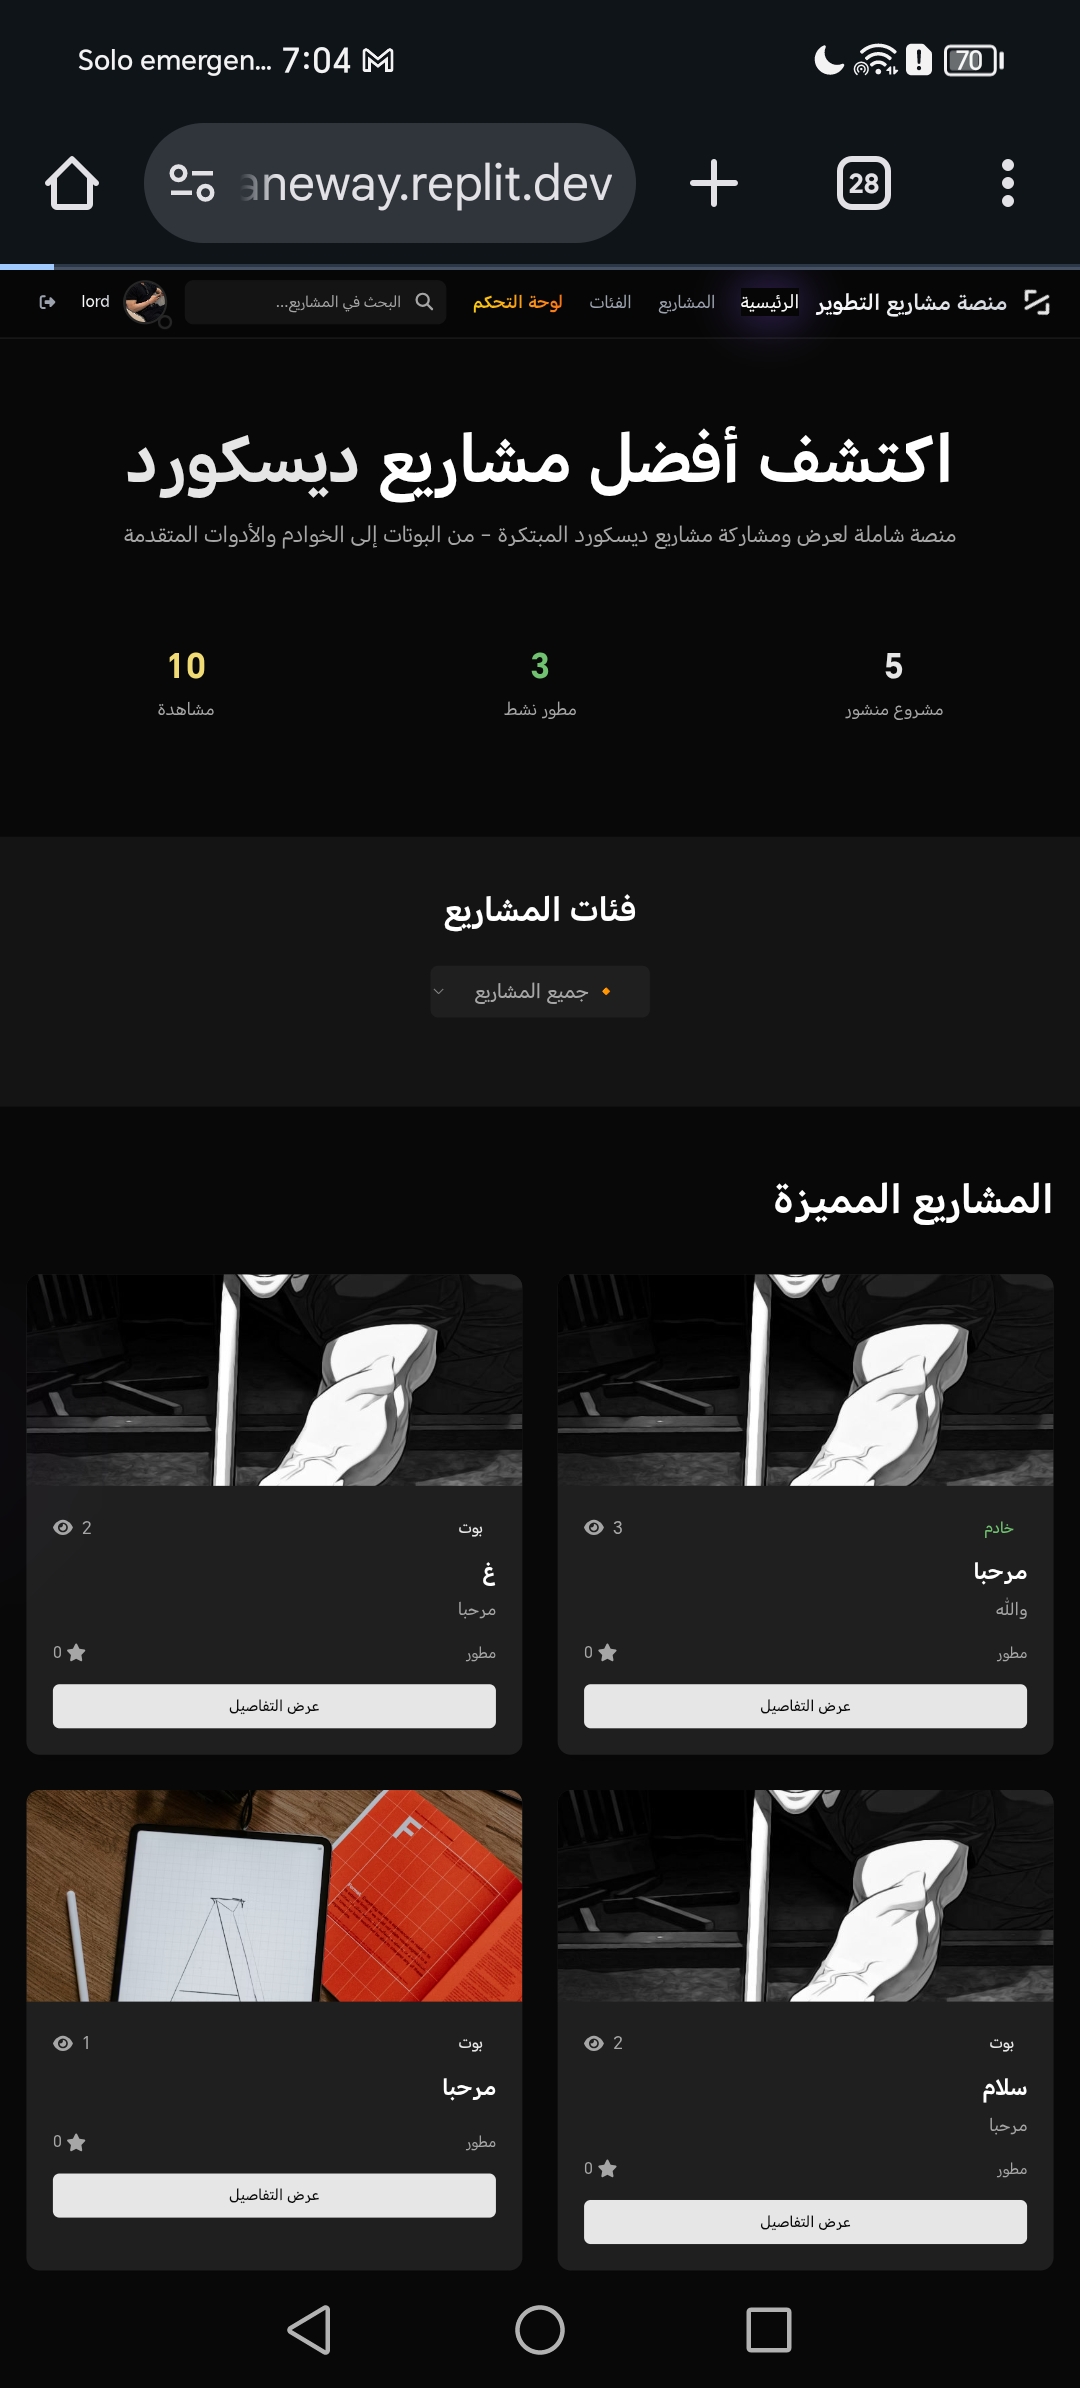 Solo emergen... 7:04
70
aneway.replit.dev
28
منصة مشاريع التطوير
الرئيسية
المشاريع
الفئات
لوحة التحكم
البحث في المشاريع...
lord
اكتشف أفضل مشاريع ديسكورد
منصة شاملة لعرض ومشاركة مشاريع ديسكورد المبتكرة - من البوتات إلى الخوادم والأدوات المتقدمة
5
مشروع منشور
3
مطور نشط
10
مشاهدة
فئات المشاريع
جميع المشاريع
المشاريع المميزة
خادم
3
مرحبا
والله
مطور
0
عرض التفاصيل
بوت
2
غ
مرحبا
مطور
0
عرض التفاصيل
بوت
2
سلام
مرحبا
مطور
0
عرض التفاصيل
F
بوت
1
مرحبا
مطور
0
عرض التفاصيل